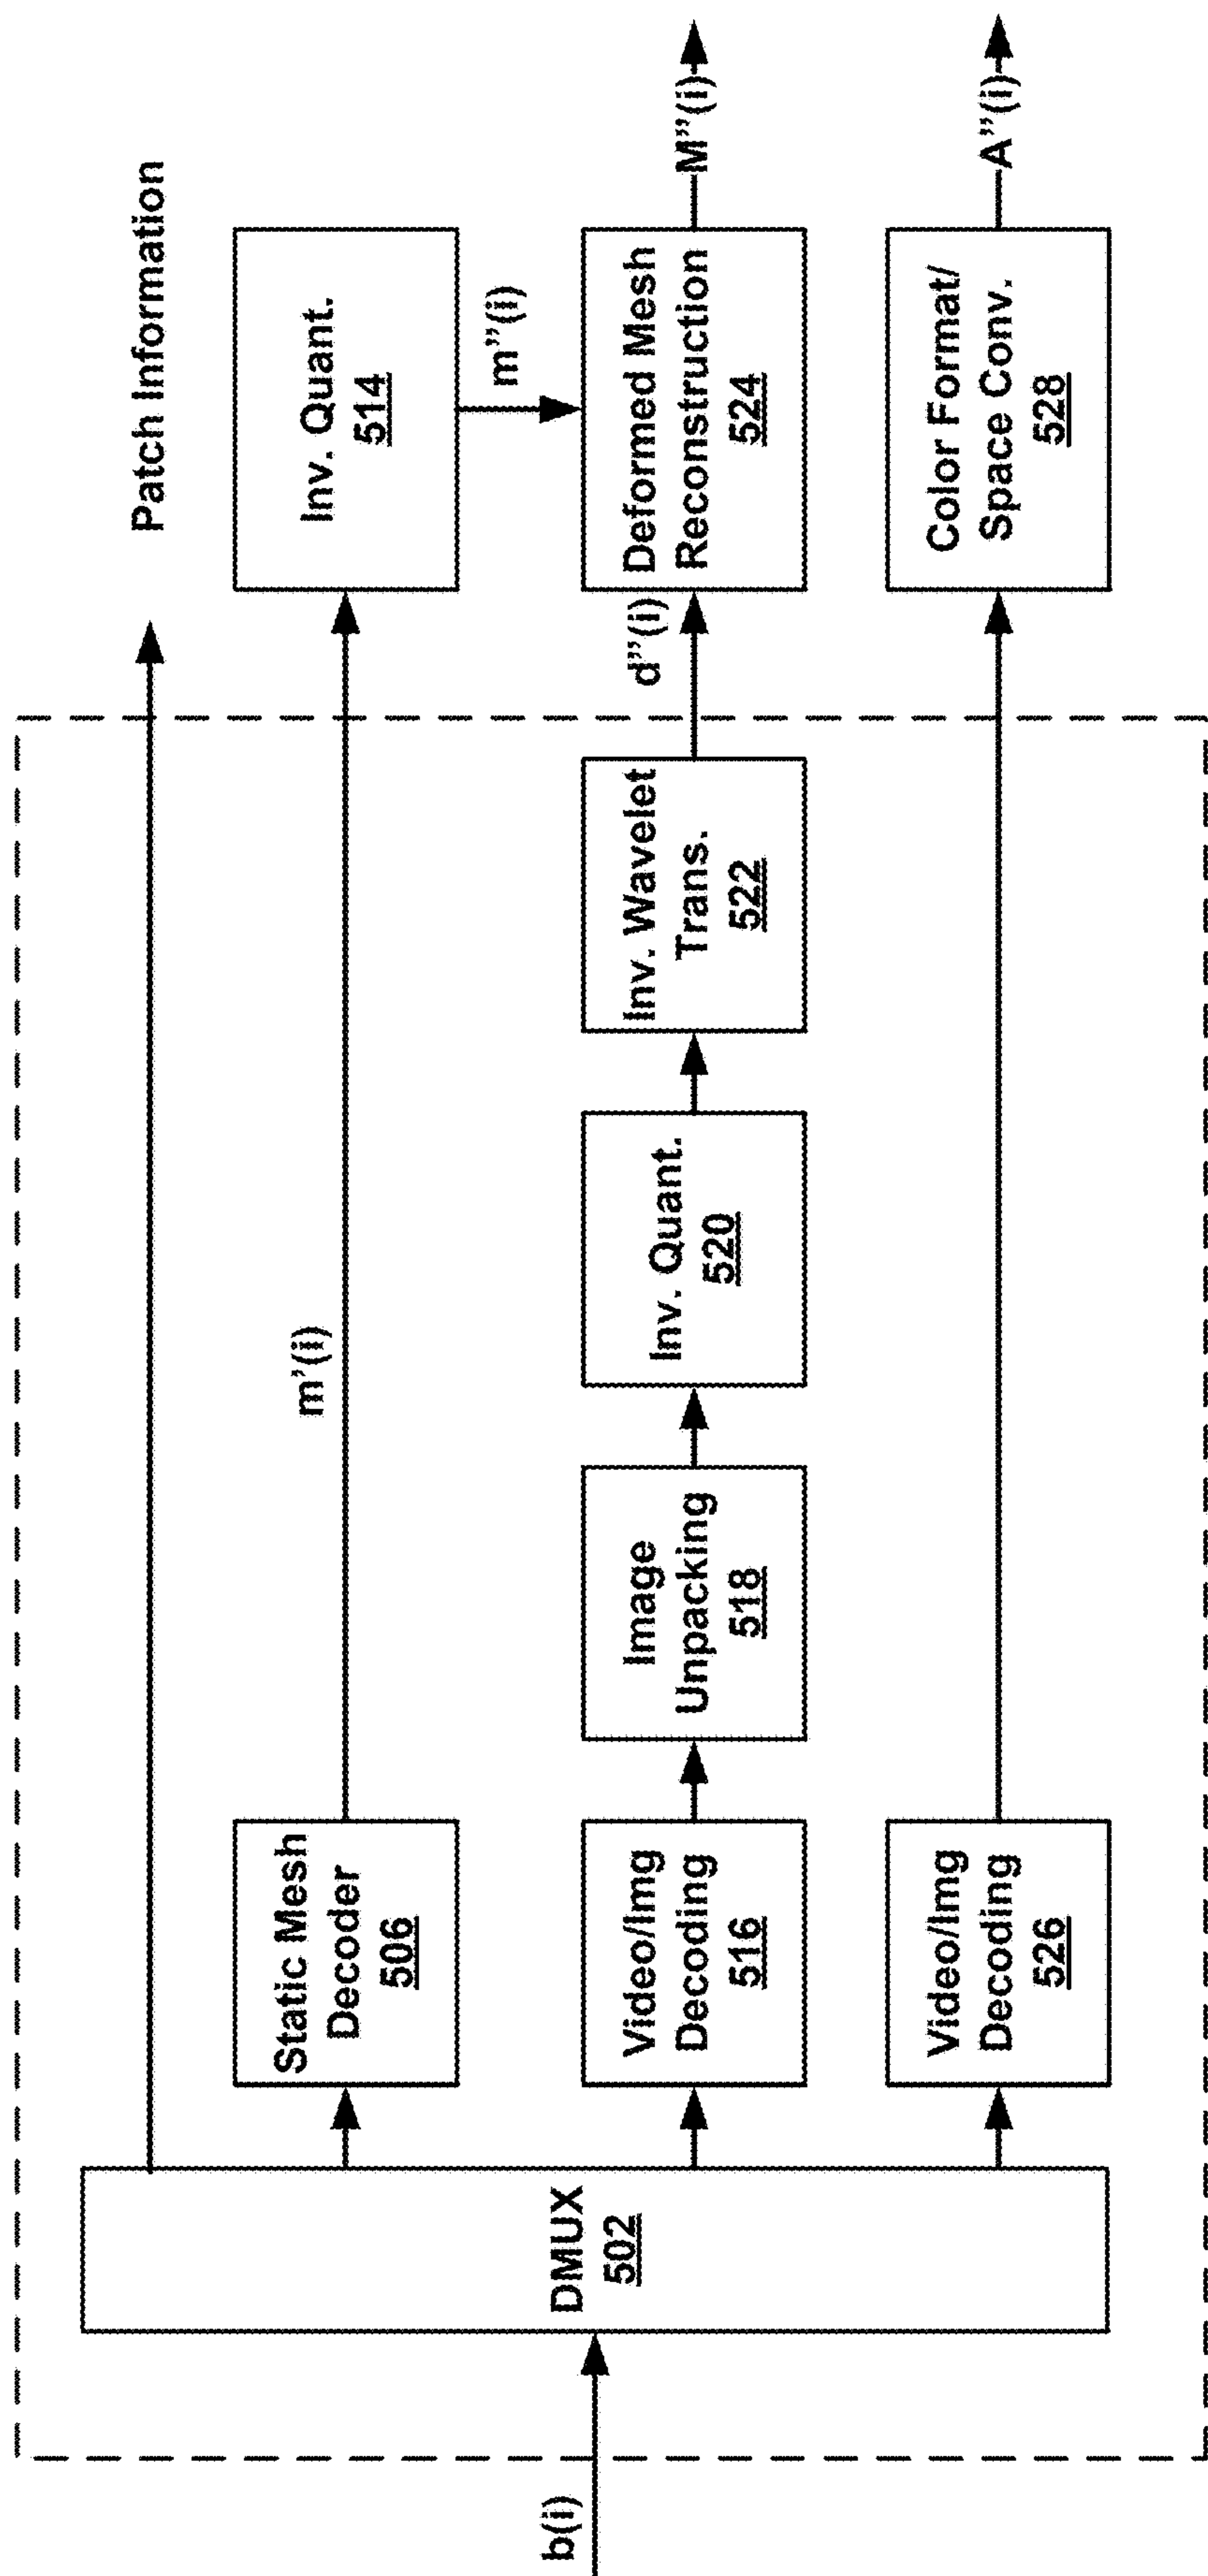 Patch Information
b(i)
DMUX
502
Static Mesh
Decoder
506
m'(i)
Inv. Quant.
514
m”(i)
Video/Img
Decoding
516
Image
Unpacking
518
Inv. Quant.
520
Inv. Wavelet
Trans.
522
d”(i)
Deformed Mesh
Reconstruction
524
M”(i)
Video/Img
Decoding
526
Color Format/
Space Conv.
528
A”(i)